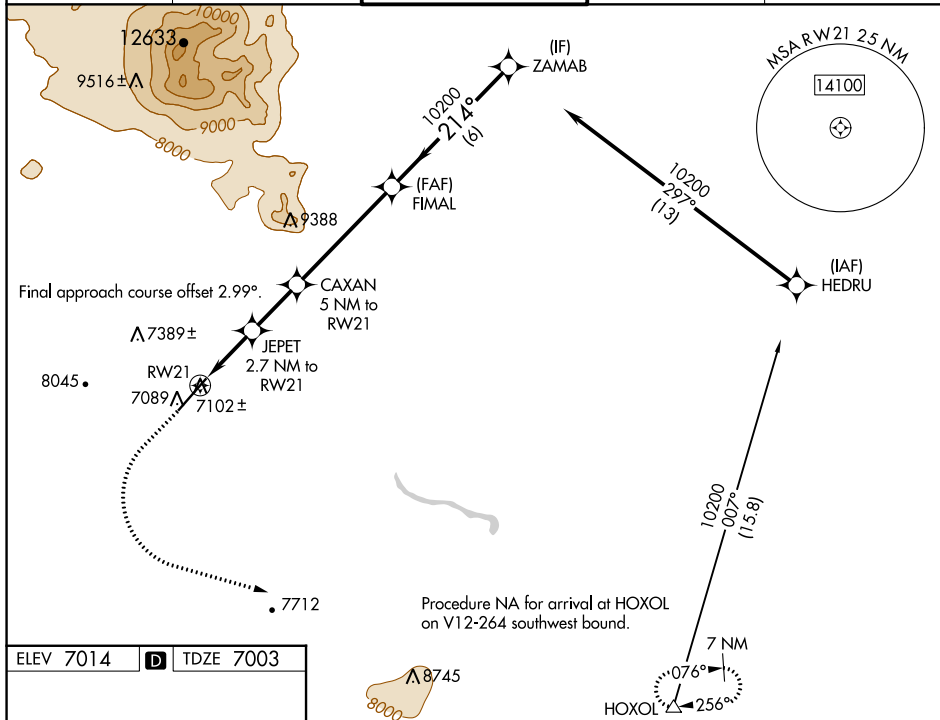 10000
12633
9516±
9000
8000
(IF)
ZAMAB
MSA RW21 25 NM
14100
10200
214°
(6)
(FAF)
FIMAL
10200
297°
(13)
9388
(IAF)
HEDRU
CAXAN
5 NM to
RW21
Final approach course offset 2.99°.
7389±
JEPET
2.7 NM to
RW21
8045
RW21
7089
7102±
10200
007°
(15.8)
7712
Procedure NA for arrival at HOXOL
on V12-264 southwest bound.
7 NM
ELEV 7014 D TDZE 7003
8745
8000
076°
256°
HOXOL